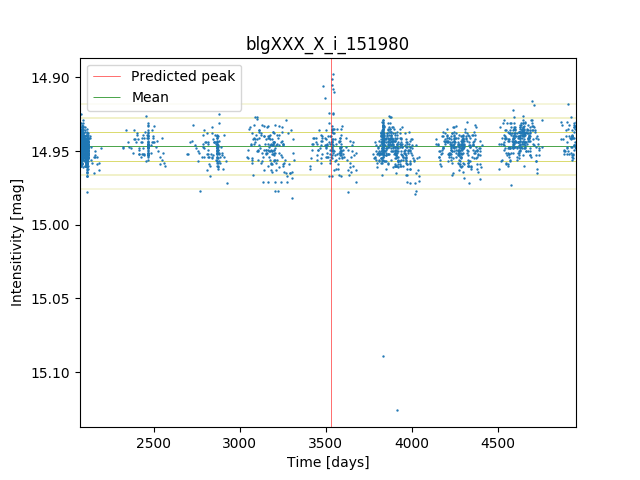 blgXXX_X_i_151980
Predicted peak
Mean
14.90
14.95
15.00
15.05
15.10
Intensitivity [mag]
2500 3000 3500 4000 4500
Time [days]